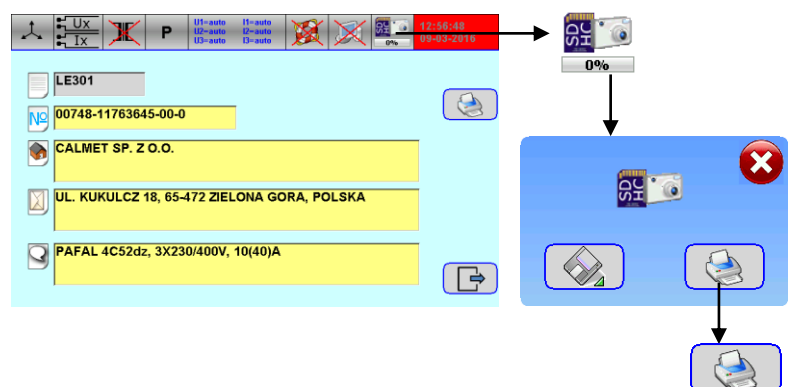 Ux
Ix
P
U1=auto I1=auto
U2=auto I2=auto
U3=auto I3=auto
SD HC
0%
12:56:48
09-03-2016
SD HC
0%
LE301
№ 00748-11763645-00-0
CALMET SP. Z O.O.
UL. KUKULCZ 18, 65-472 ZIELONA GORA, POLSKA
PAFAL 4C52dz, 3X230/400V, 10(40)A
SD HC